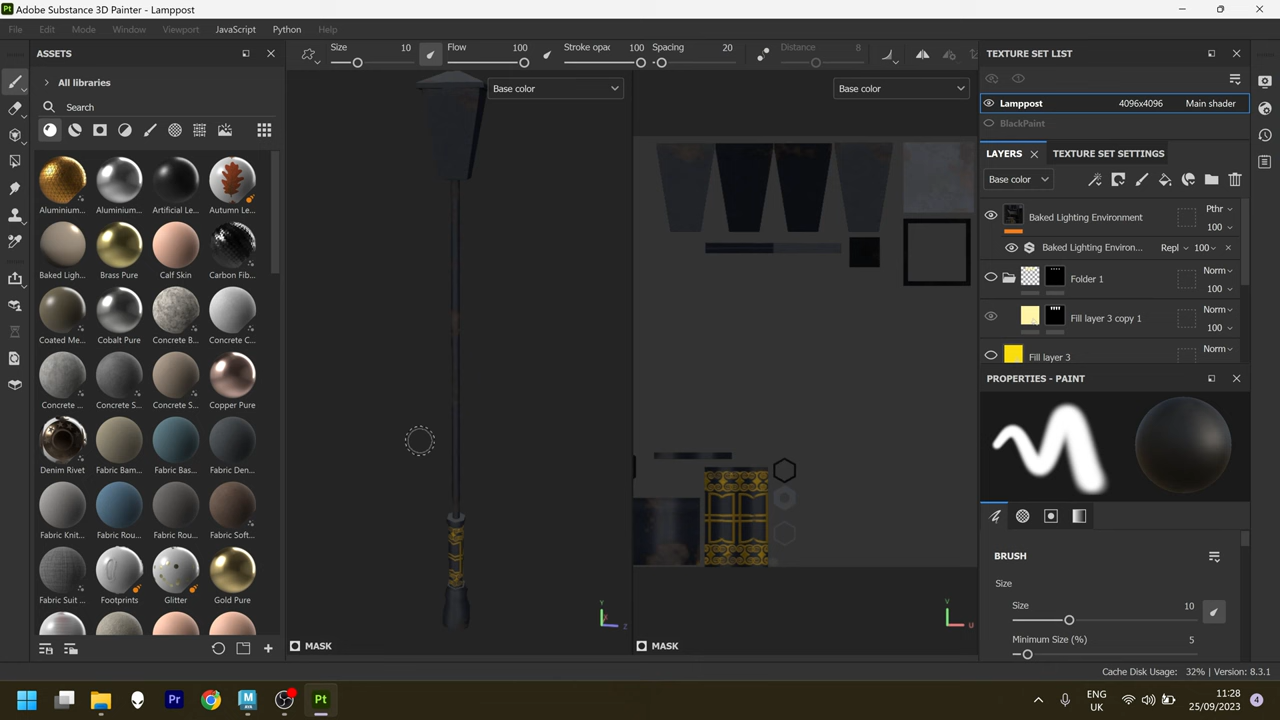 Pt Adobe Substance 3D Painter - Lamppost
File Edit Mode Window Viewport JavaScript Python Help
ASSETS
All libraries
Search
Aluminium... Aluminium... Artificial Le... Autumn Le...
Baked Ligh... Brass Pure Calf Skin Carbon Fib...
Coated Me... Cobalt Pure Concrete B... Concrete C...
Concrete ... Concrete S... Concrete S... Copper Pure
Denim Rivet Fabric Bam... Fabric Bas... Fabric Den...
Fabric Knit... Fabric Rou... Fabric Rou... Fabric Soft...
Fabric Suit ... Footprints Glitter Gold Pure
Size 10 Flow 100 Stroke opac 100 Spacing 20 Distance 8
Base color
Base color
Y
X
Z
V
U
MASK
MASK
TEXTURE SET LIST
Lamppost 4096x4096 Main shader
BlackPaint
LAYERS TEXTURE SET SETTINGS
Base color
Baked Lighting Environment Pthr
100
Baked Lighting Environ... Repl 100
Folder 1 Norm
100
Fill layer 3 copy 1 Norm
100
Fill layer 3 Norm
PROPERTIES - PAINT
BRUSH
Size
Size 10
Minimum Size (%) 5
Cache Disk Usage: 32% | Version: 8.3.1
Pr M Pt
ENG
UK
11:28
25/09/2023
4